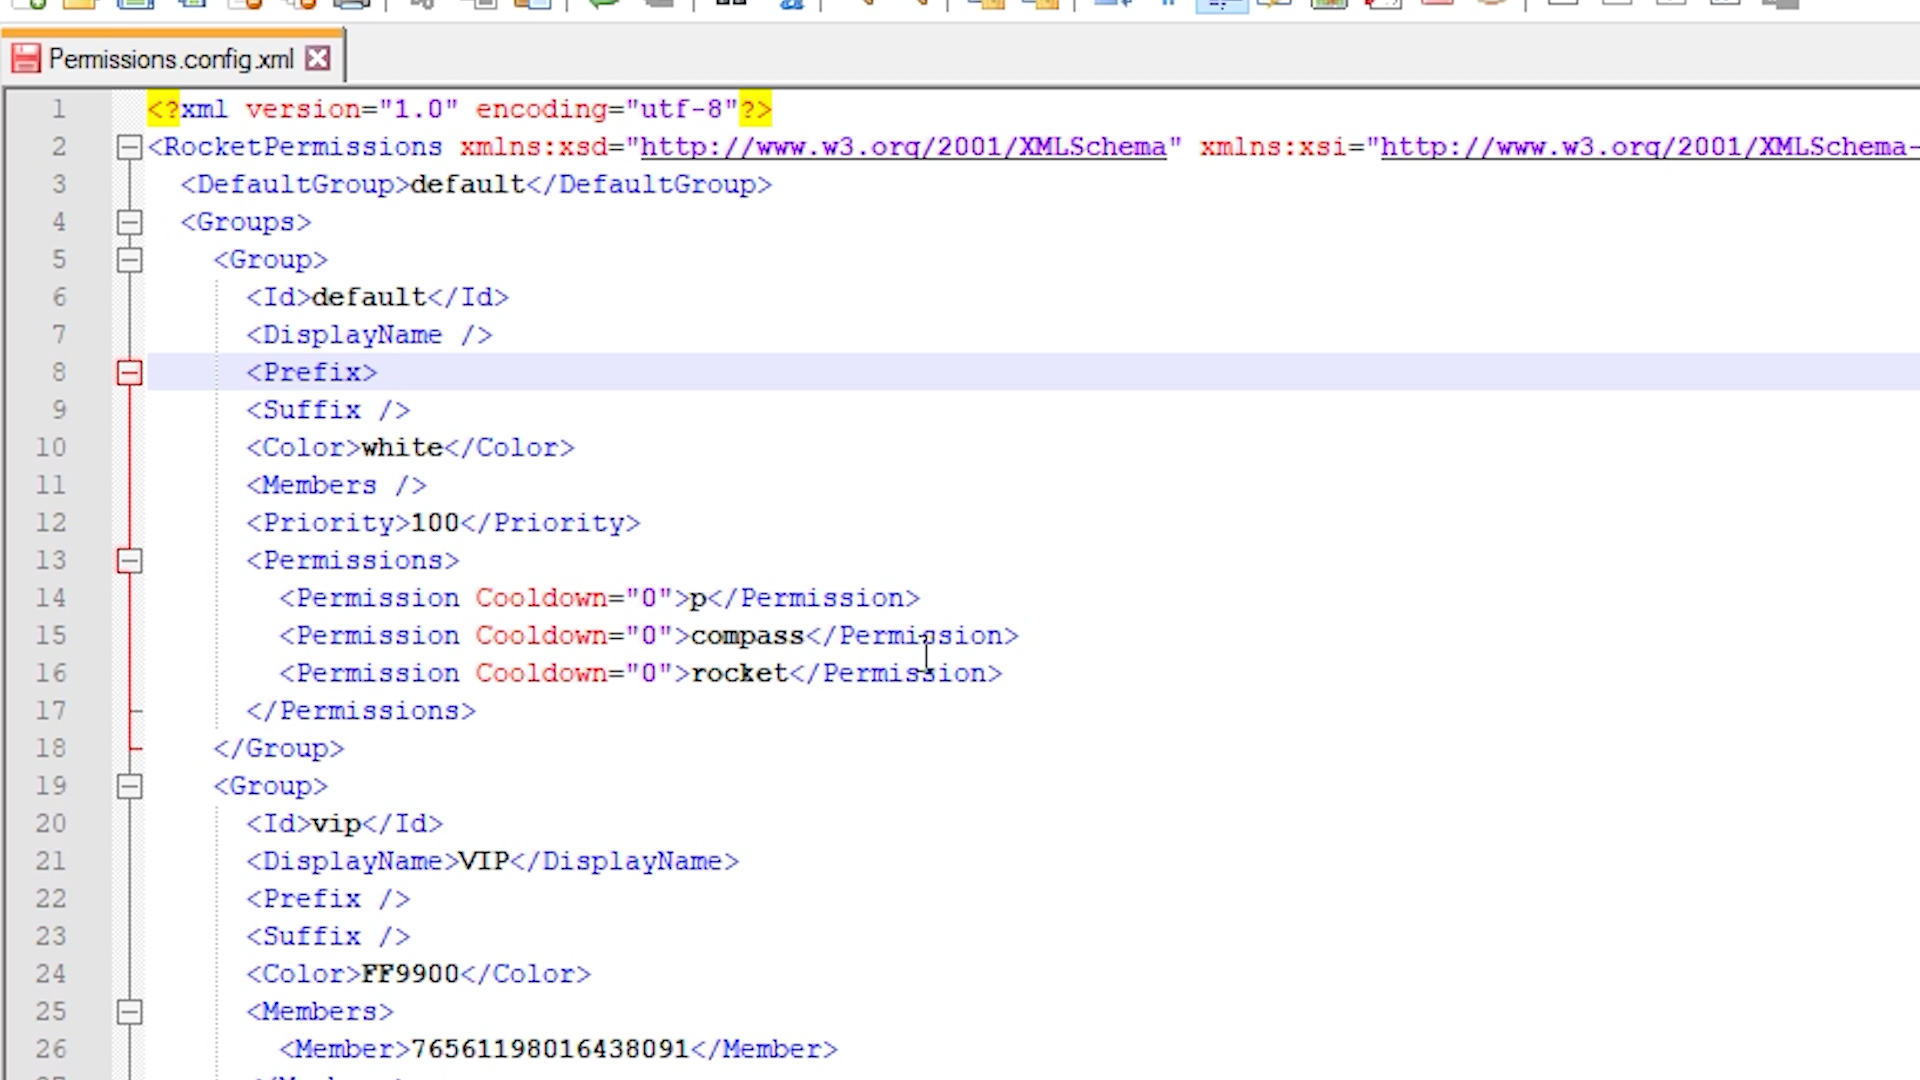 Permissions.config.xml
1 <?xml version="1.0" encoding="utf-8"?>
2 <RocketPermissions xmlns:xsd="http://www.w3.org/2001/XMLSchema" xmlns:xsi="http://www.w3.org/2001/XMLSchema-
3 <DefaultGroup>default</DefaultGroup>
4 <Groups>
5 <Group>
6 <Id>default</Id>
7 <DisplayName />
8 <Prefix>
9 <Suffix />
10 <Color>white</Color>
11 <Members />
12 <Priority>100</Priority>
13 <Permissions>
14 <Permission Cooldown="0">p</Permission>
15 <Permission Cooldown="0">compass</Permission>
16 <Permission Cooldown="0">rocket</Permission>
17 </Permissions>
18 </Group>
19 <Group>
20 <Id>vip</Id>
21 <DisplayName>VIP</DisplayName>
22 <Prefix />
23 <Suffix />
24 <Color>FF9900</Color>
25 <Members>
26 <Member>76561198016438091</Member>